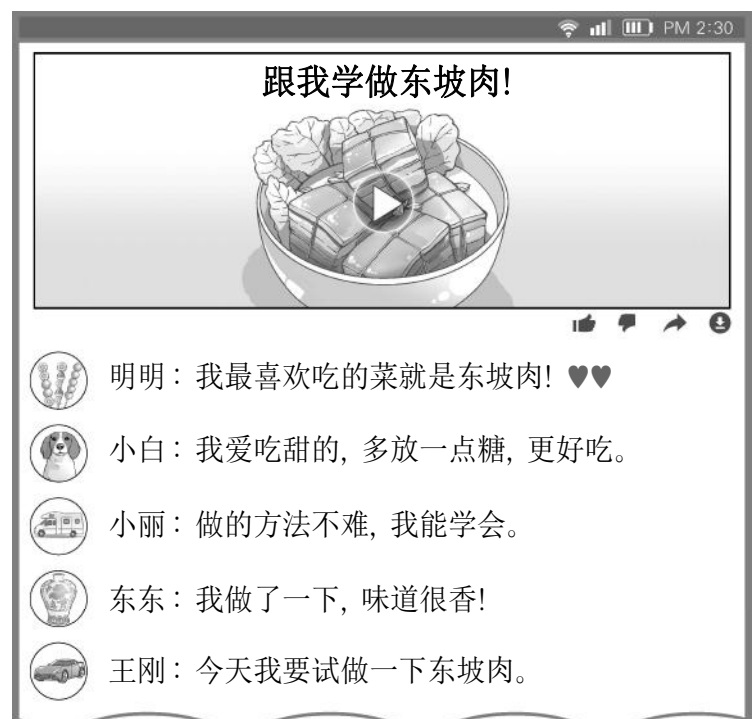 PM 2:30
跟我学做东坡肉!
明明: 我最喜欢吃的菜就是东坡肉! ♥♥
小白: 我爱吃甜的, 多放一点糖, 更好吃。
小丽: 做的方法不难, 我能学会。
东东: 我做了一下, 味道很香!
王刚: 今天我要试做一下东坡肉。